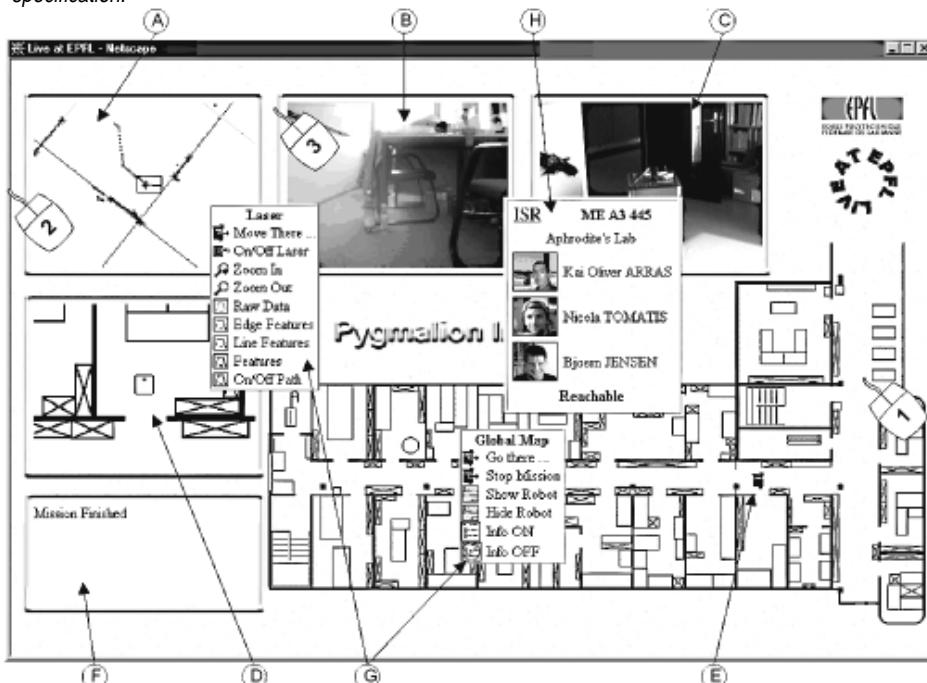 specification.
A
B
H
C
Live at EPFL - Netscape
EPFL
LIVE AT EPFL
3
2
Laser
Move There ...
On/Off Laser
Zoom In
Zoom Out
Raw Data
Edge Features
Line Features
Features
On/Off Path
ISR ME A3 445
Aphrodite's Lab
Kai Oliver ARRAS
Nicola TOMATIS
Bjoern JENSEN
Reachable
Pygmalion
1
Global Map
Go there ...
Stop Mission
Show Robot
Hide Robot
Info ON
Info OFF
Mission Finished
F
D
G
E